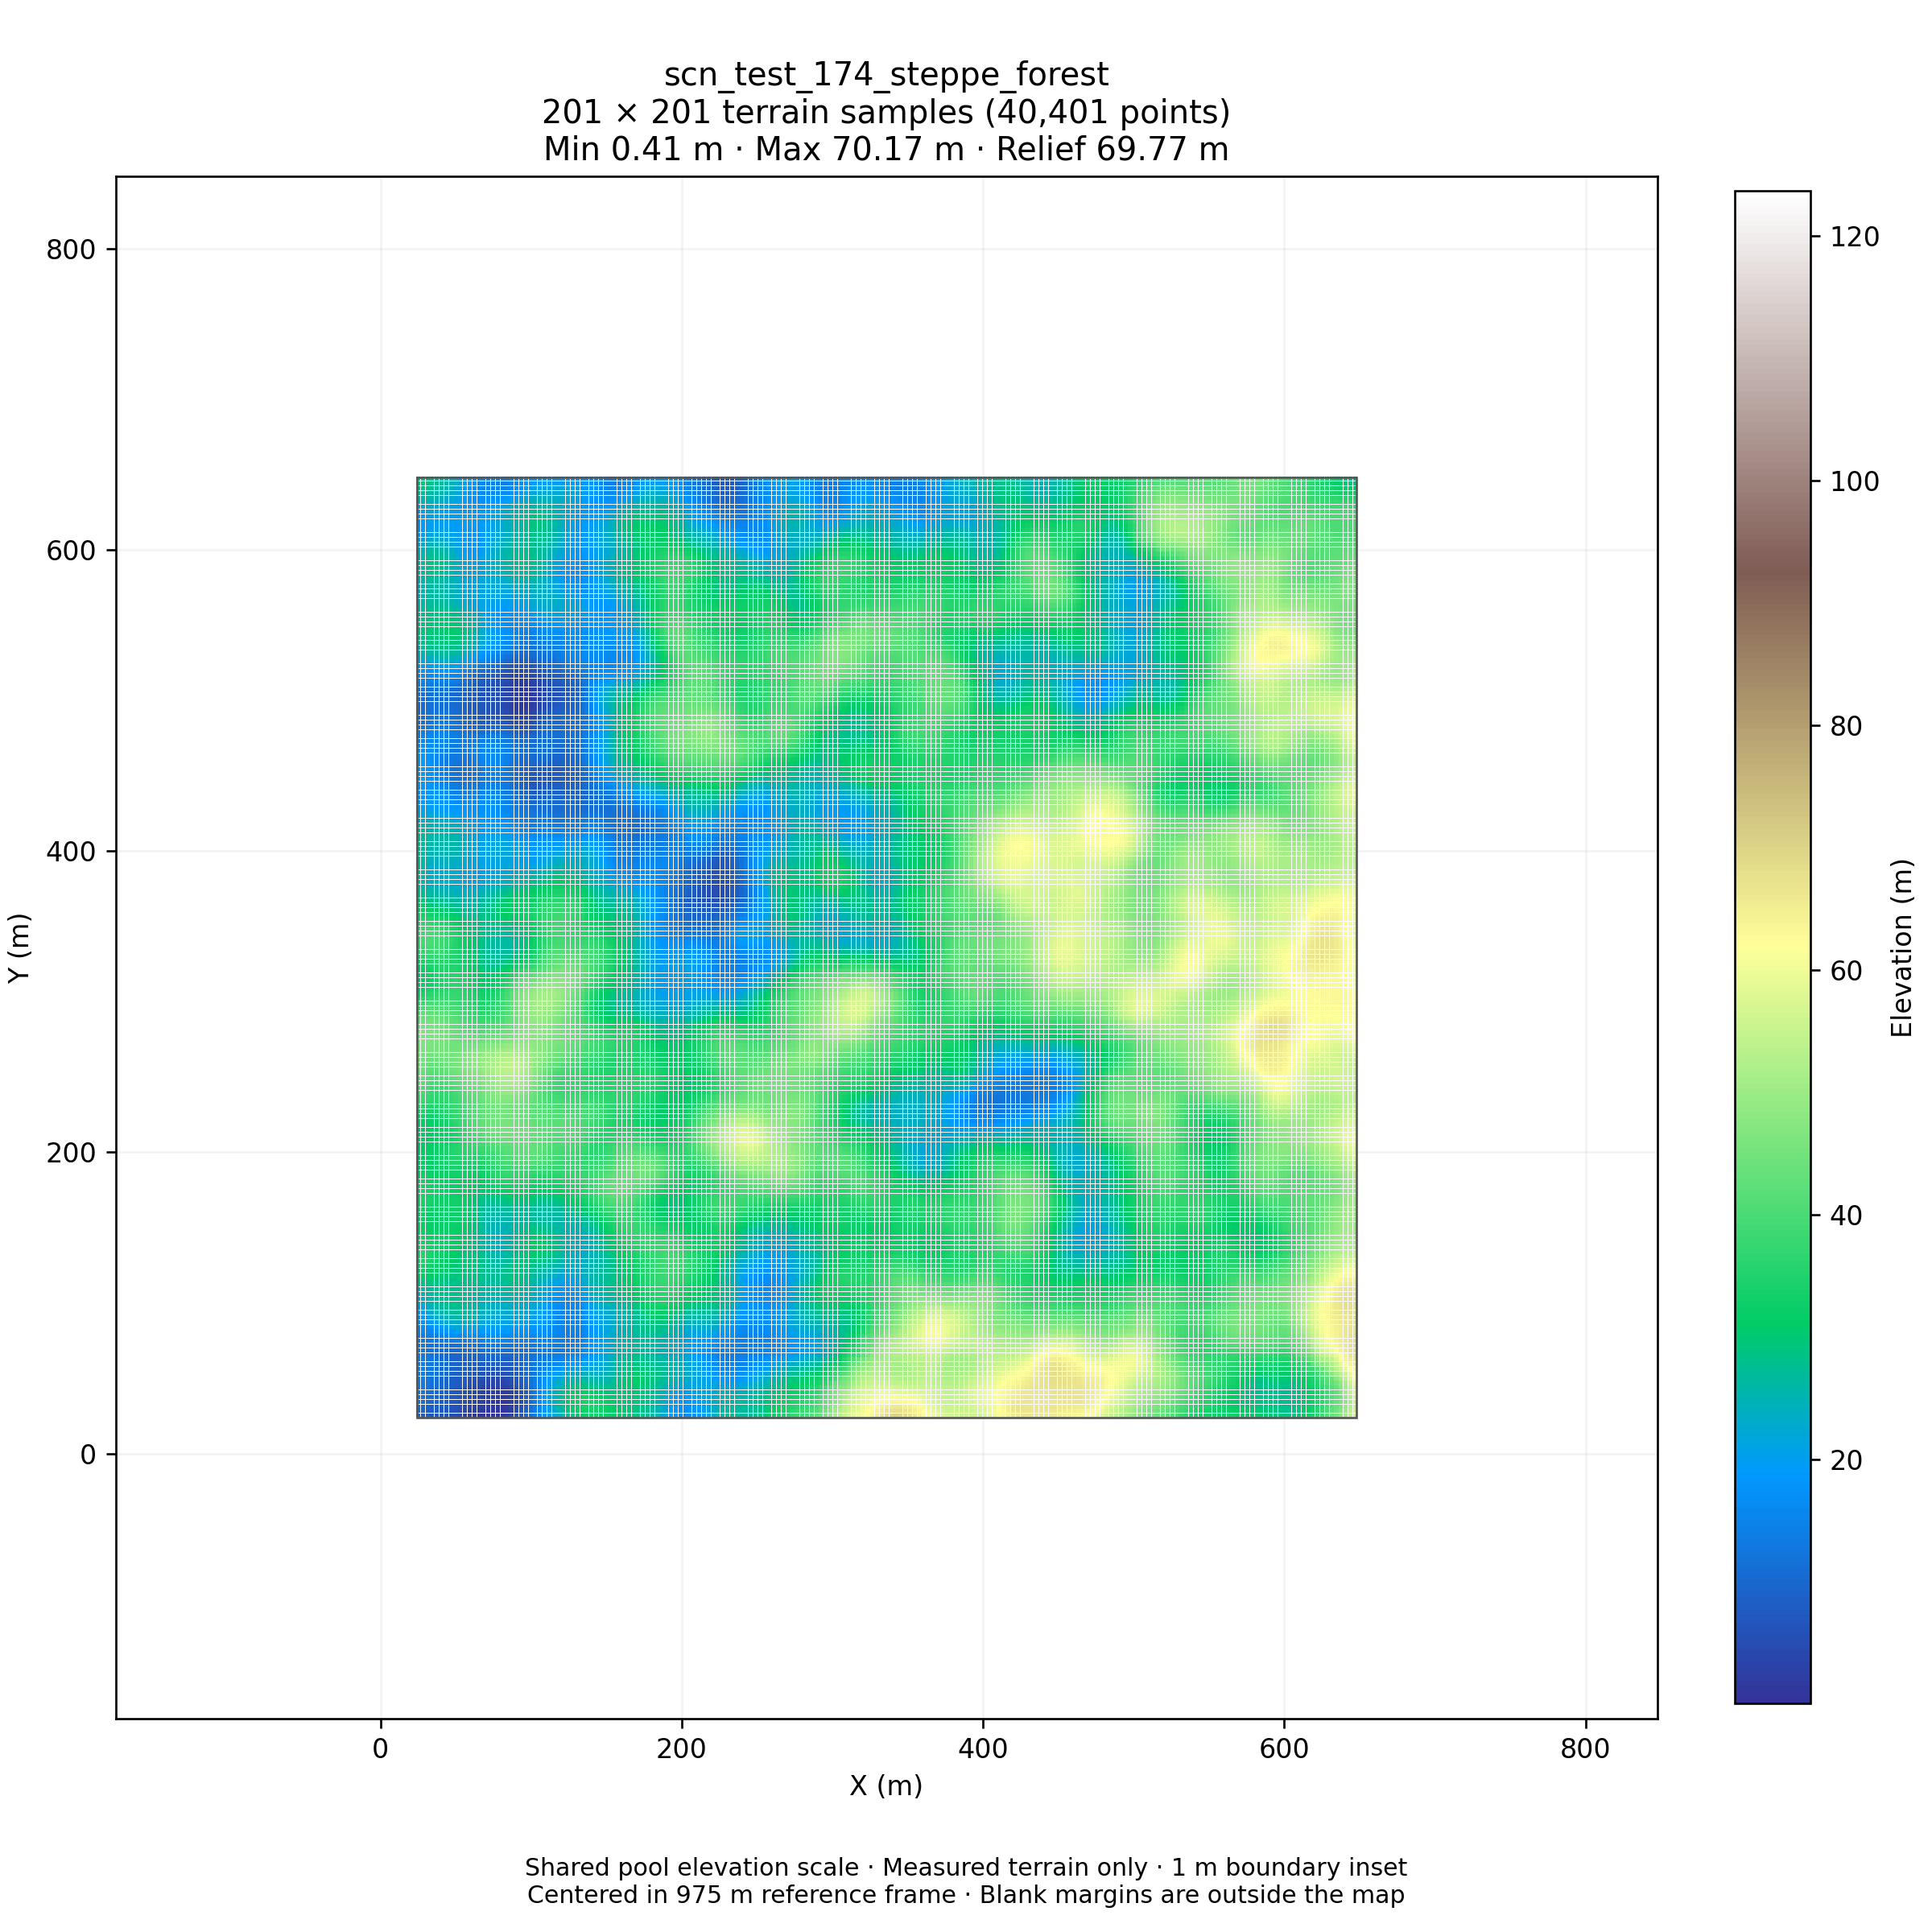 scn_test_174_steppe_forest
201 × 201 terrain samples (40,401 points)
Min 0.41 m · Max 70.17 m · Relief 69.77 m
800
600
400
200
0
Y (m)
0
200
400
600
800
X (m)
120
100
80
60
40
20
Elevation (m)
Shared pool elevation scale · Measured terrain only · 1 m boundary inset
Centered in 975 m reference frame · Blank margins are outside the map